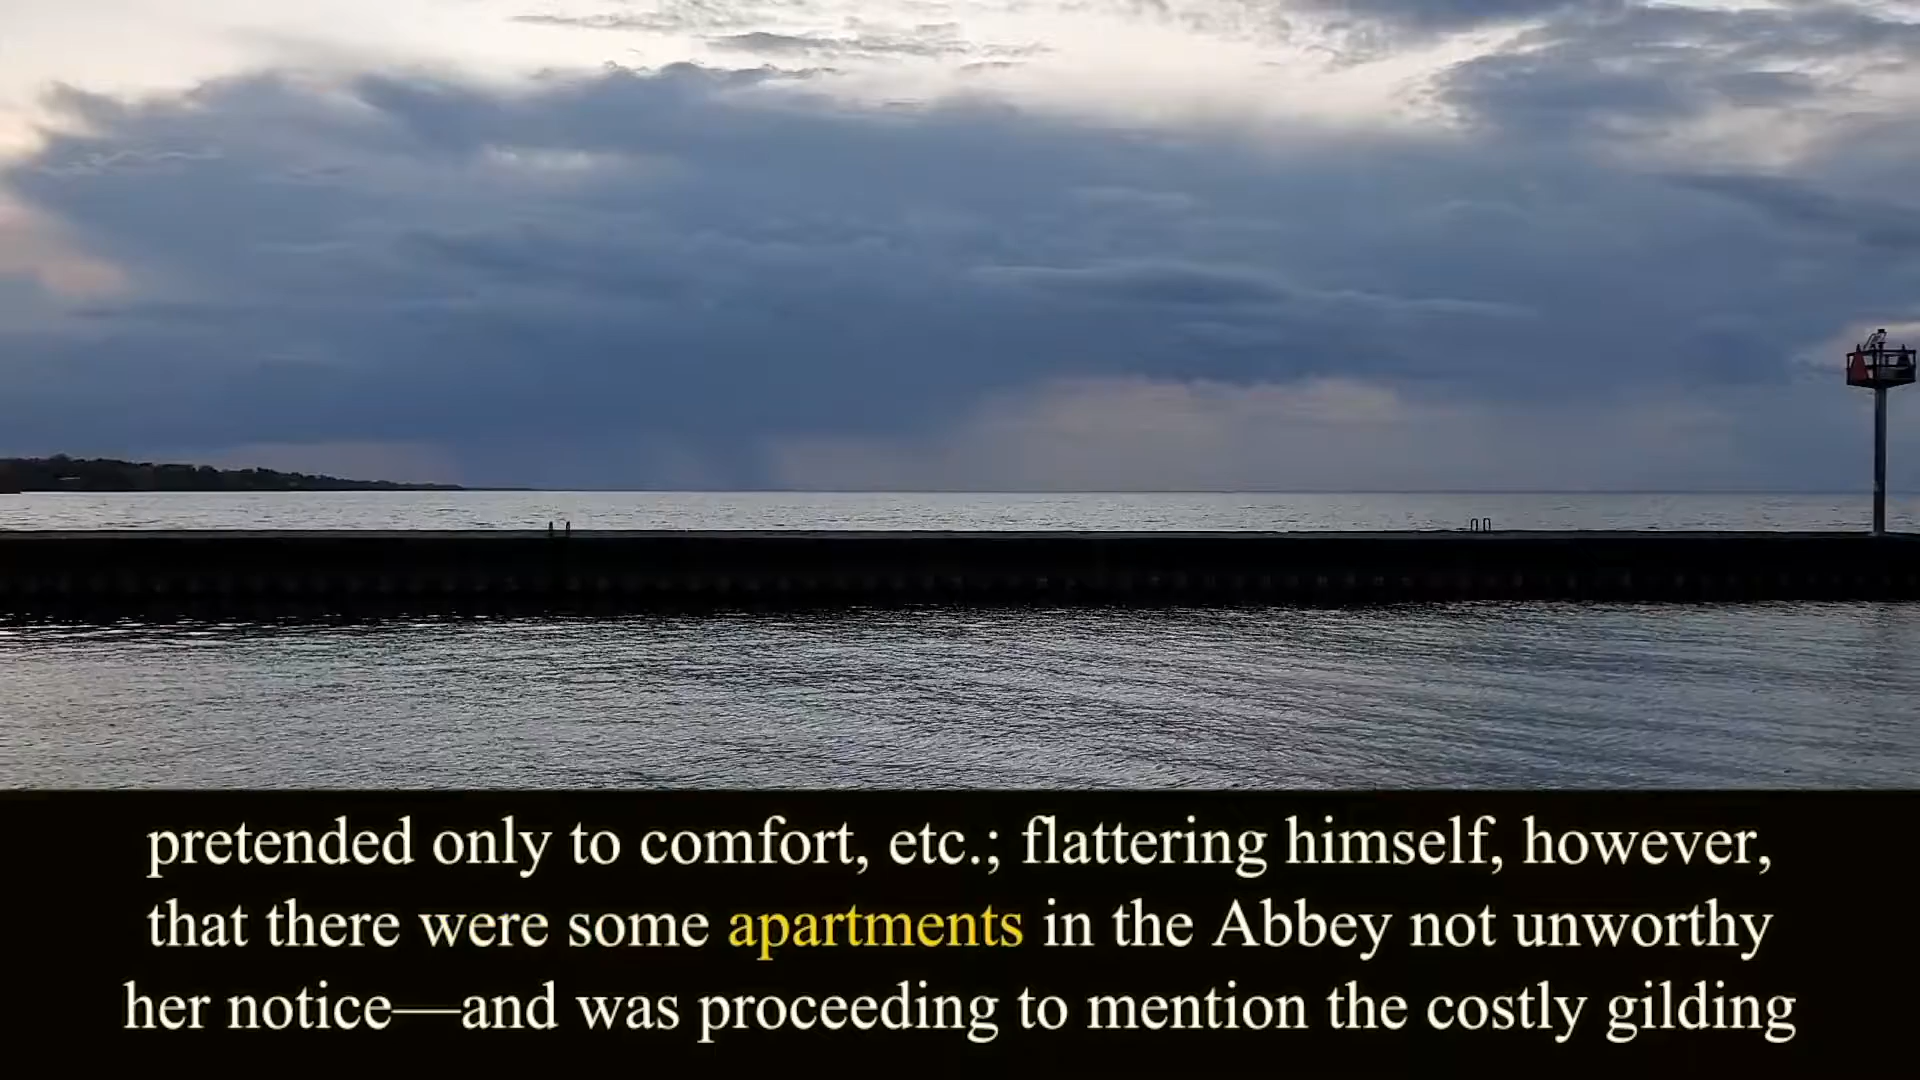 pretended only to comfort, etc.; flattering himself, however,
that there were some apartments in the Abbey not unworthy
her notice—and was proceeding to mention the costly gilding